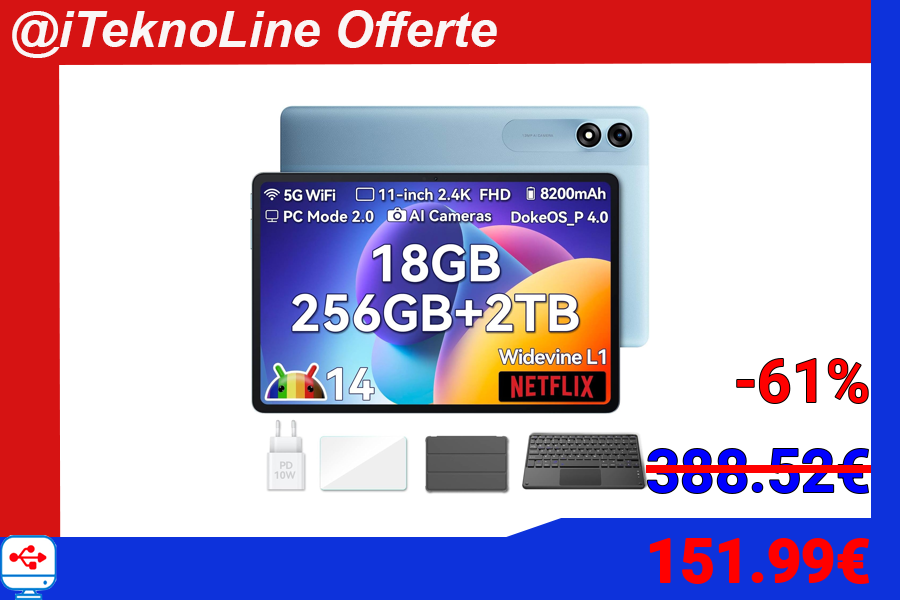 @iTeknoLine Offerte
5G WiFi 11-inch 2.4K FHD 8200mAh
PC Mode 2.0 AI Cameras DokeOS_P 4.0
18GB
256GB+2TB
Widevine L1
14 NETFLIX
PD
10W
-61%
388.52€
151.99€